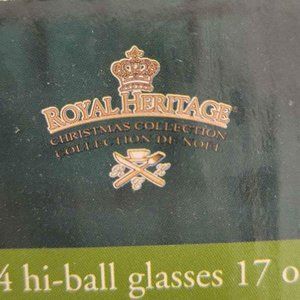 ROYAL HERITAGE
CHRISTMAS COLLECTION
COLLECTION DE NOËL
4 hi-ball glasses 17 o